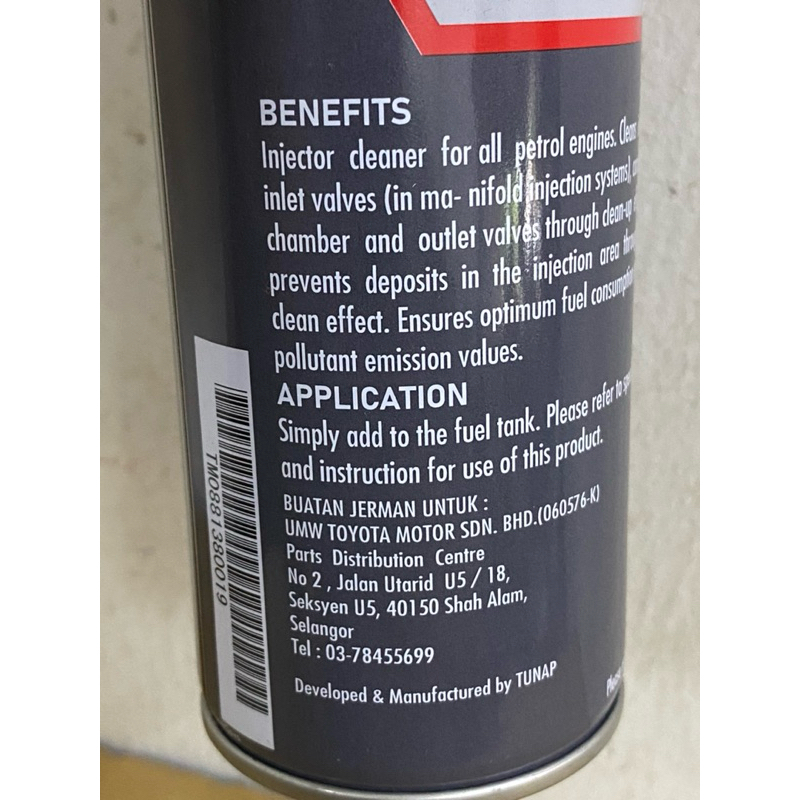 BENEFITS
Injector cleaner for all petrol engines.
inlet valves (in ma- nifold injection systems),
chamber and outlet valves through clean-up
prevents deposits in the injection area
clean effect. Ensures optimum fuel consumption
pollutant emission values.
APPLICATION
Simply add to the fuel tank. Please refer to
and instruction for use of this product.
BUATAN JERMAN UNTUK :
UMW TOYOTA MOTOR SDN. BHD.(060576-K)
Parts Distribution Centre
No 2 , Jalan Utarid U5 / 18,
Seksyen U5, 40150 Shah Alam,
Selangor
Tel : 03-78455699
Developed & Manufactured by TUNAP
TM0881380019